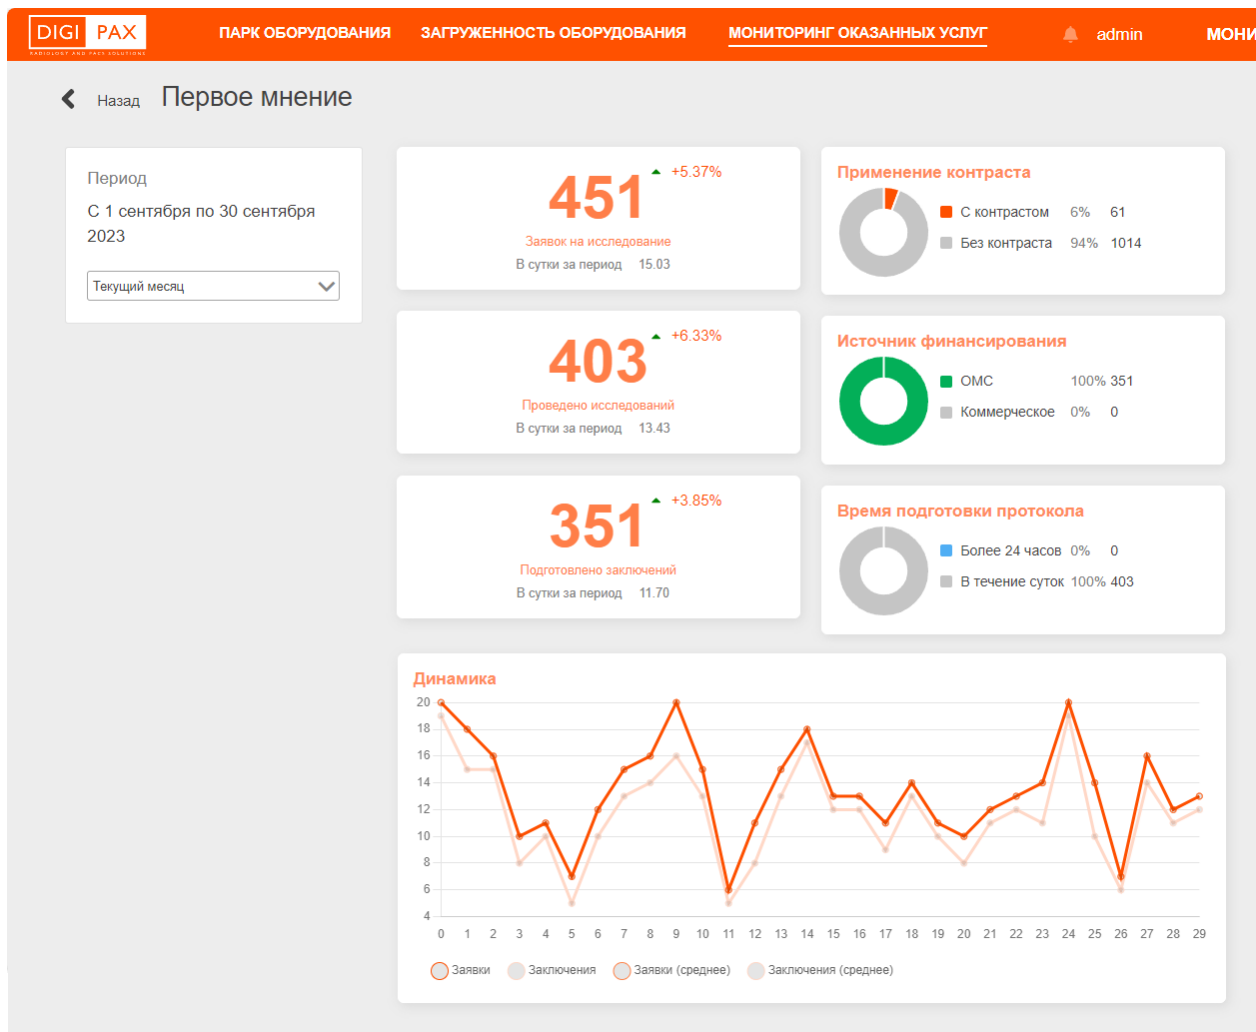 DIGI PAX
RADIOLOGY AND PACS SOLUTIONS
ПАРК ОБОРУДОВАНИЯ ЗАГРУЖЕННОСТЬ ОБОРУДОВАНИЯ МОНИТОРИНГ ОКАЗАННЫХ УСЛУГ admin МОНИ
Назад Первое мнение
Период
С 1 сентября по 30 сентября
2023
Текущий месяц
451 +5.37%
Заявок на исследование
В сутки за период 15.03
403 +6.33%
Проведено исследований
В сутки за период 13.43
351 +3.85%
Подготовлено заключений
В сутки за период 11.70
Применение контраста
С контрастом 6% 61
Без контраста 94% 1014
Источник финансирования
ОМС 100% 351
Коммерческое 0% 0
Время подготовки протокола
Более 24 часов 0% 0
В течение суток 100% 403
Динамика
20
18
16
14
12
10
8
6
4
0 1 2 3 4 5 6 7 8 9 10 11 12 13 14 15 16 17 18 19 20 21 22 23 24 25 26 27 28 29
Заявки Заключения Заявки (среднее) Заключения (среднее)